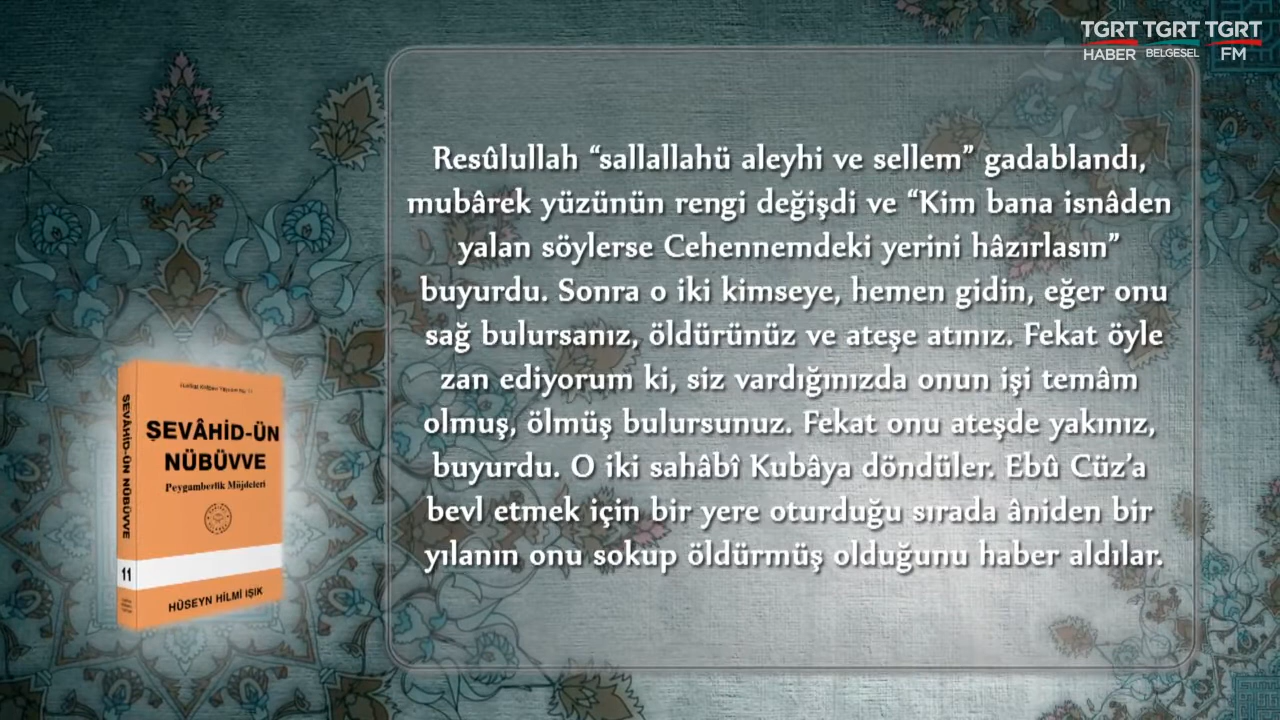 TGRT TGRT TGRT
HABER BELGESEL FM
Resûlullah “sallallahü aleyhi ve sellem” gadablandı,
mubârek yüzünün rengi değişdi ve “Kim bana isnâden
yalan söylerse Cehennemdeki yerini hâzırlasın”
buyurdu. Sonra o iki kimseye, hemen gidin, eğer onu
sağ bulursanız, öldürünüz ve ateşe atınız. Fekat öyle
zan ediyorum ki, siz vardığınızda onun işi temâm
olmuş, ölmüş bulursunuz. Fekat onu ateşde yakınız,
buyurdu. O iki sahâbî Kubâya döndüler. Ebû Cüz’a
bevl etmek için bir yere oturduğu sırada âniden bir
yılanın onu sokup öldürmüş olduğunu haber aldılar.
ŞEVÂHİD-ÜN NÜBÜVVE
11
ŞEVÂHİD-ÜN
NÜBÜVVE
Peygamberlik Müjdeleri
HÜSEYN HİLMİ IŞIK